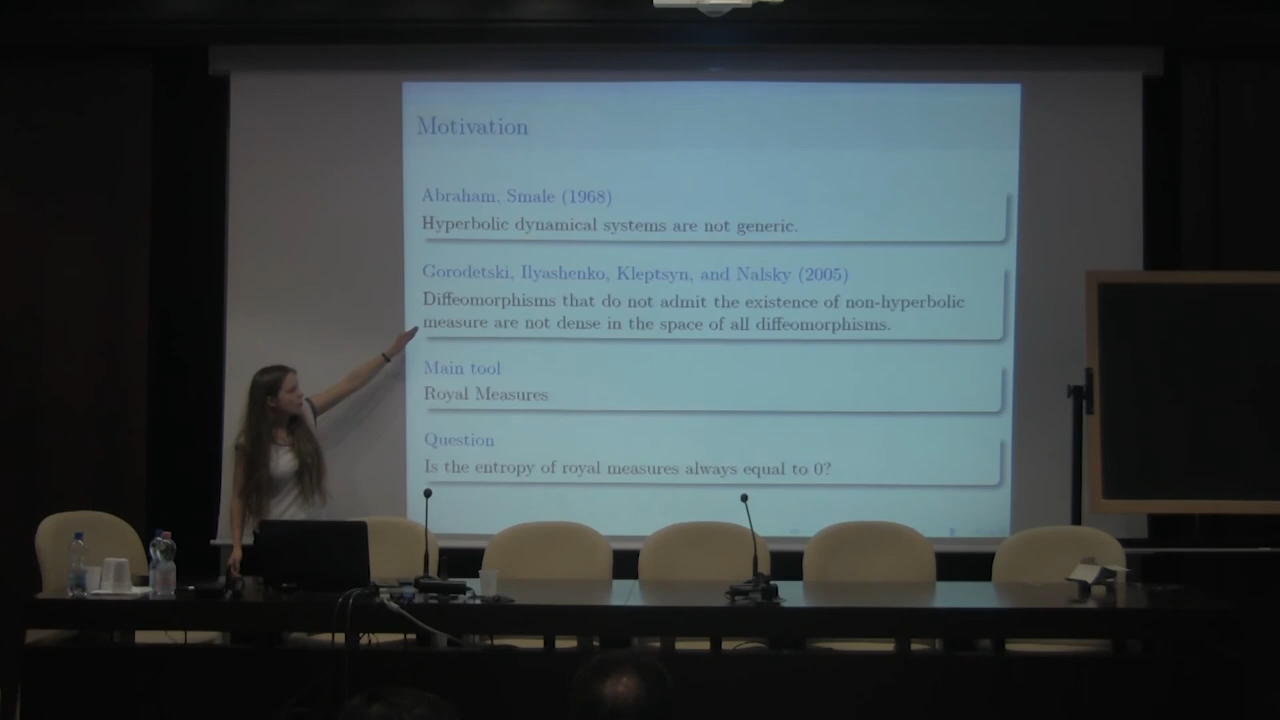 Motivation
Abraham, Smale (1968)
Hyperbolic dynamical systems are not generic.
Gorodetski, Ilyashenko, Kleptsyn, and Nalsky (2005)
Diffeomorphisms that do not admit the existence of non-hyperbolic
measure are not dense in the space of all diffeomorphisms.
Main tool
Royal Measures
Question
Is the entropy of royal measures always equal to 0?